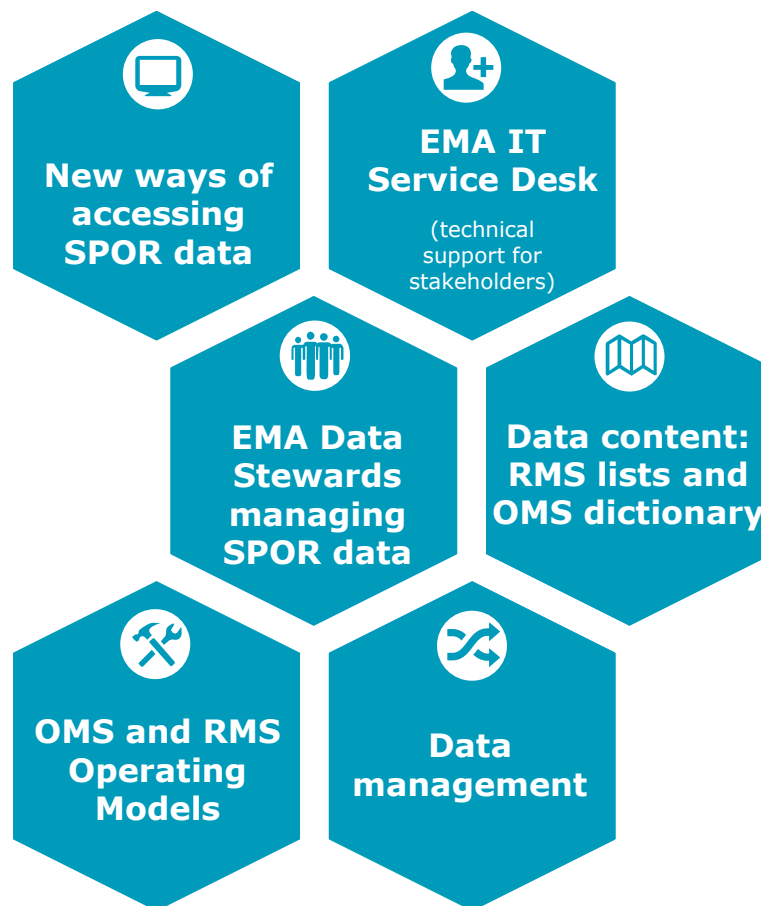 New ways of
accessing
SPOR data
EMA IT
Service Desk
(technical
support for
stakeholders)
EMA Data
Stewards
managing
SPOR data
Data content:
RMS lists and
OMS dictionary
OMS and RMS
Operating
Models
Data
management